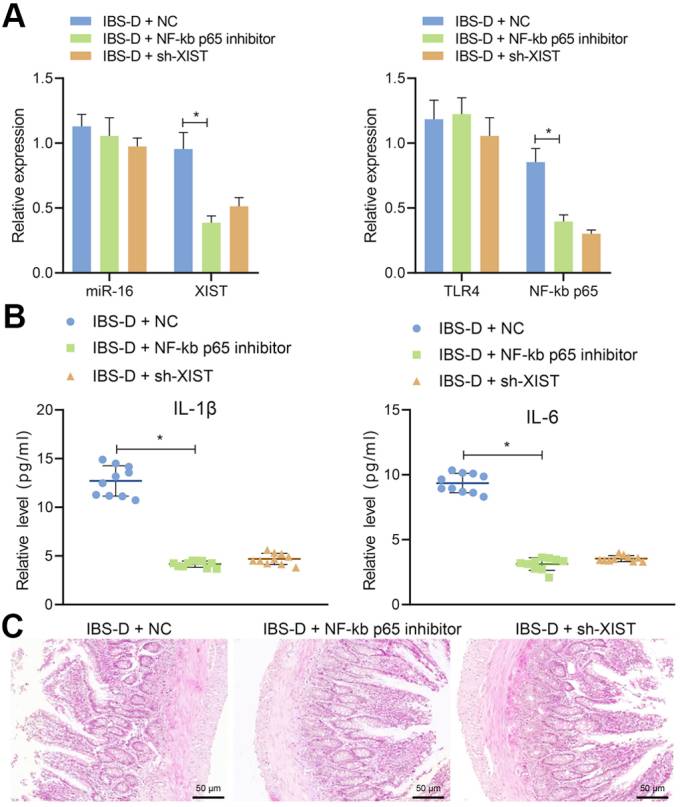 A
IBS-D + NC
IBS-D + NF-kb p65 inhibitor
IBS-D + sh-XIST
Relative expression
1.5
1.0
0.5
0.0
*
*
miR-16 XIST
IBS-D + NC
IBS-D + NF-kb p65 inhibitor
IBS-D + sh-XIST
Relative expression
1.5
1.0
0.5
0.0
*
TLR4 NF-kb p65
B
IBS-D + NC
IBS-D + NF-kb p65 inhibitor
IBS-D + sh-XIST
IL-1β
Relative level (pg/ml)
20
15
10
5
0
*
IBS-D + NC
IBS-D + NF-kb p65 inhibitor
IBS-D + sh-XIST
IL-6
Relative level (pg/ml)
15
10
5
0
*
C
IBS-D + NC IBS-D + NF-kb p65 inhibitor IBS-D + sh-XIST
50 μm 50 μm 50 μm